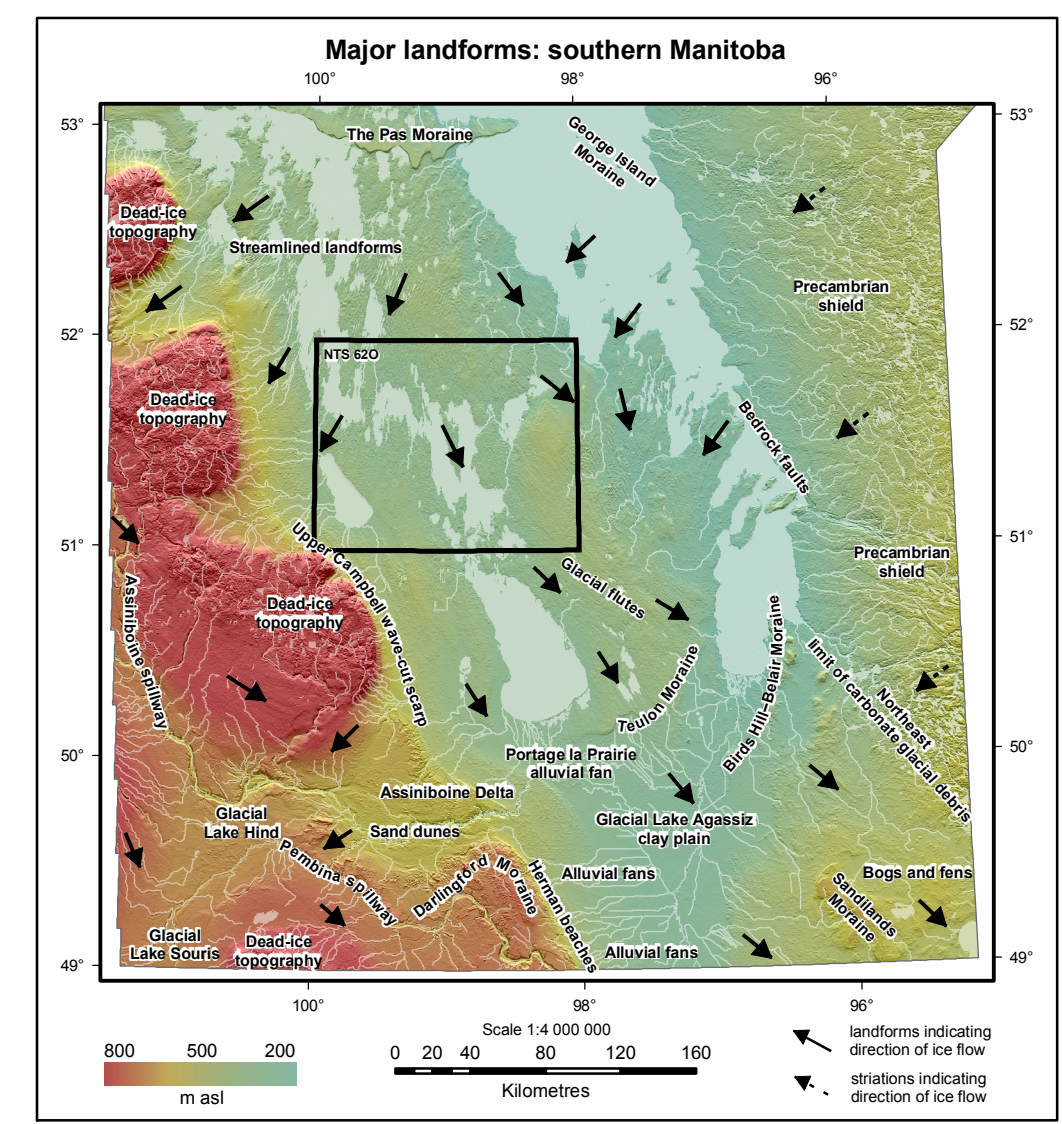 Major landforms: southern Manitoba
100°
98°
96°
53°
53°
The Pas Moraine
George Island
Moraine
Dead-ice
topography
Streamlined landforms
Precambrian
shield
52°
52°
NTS 62O
Dead-ice
topography
Bedrock faults
51°
51°
Upper Campbell wave-cut scarp
Precambrian
shield
Glacial flutes
Assiniboine spillway
Dead-ice
topography
Teulon Moraine
Birds Hill–Belair Moraine
Northeast
limit of carbonate glacial debris
50°
50°
Portage la Prairie
alluvial fan
Assiniboine Delta
Glacial
Lake Hind
Sand dunes
Glacial Lake Agassiz
clay plain
Pembina spillway
Darlingford
Moraine
Herman beaches
Alluvial fans
Bogs and fens
Sandilands
Moraine
Glacial
Lake Souris
Dead-ice
topography
Alluvial fans
49°
49°
100°
98°
96°
800
500
200
m asl
Scale 1:4 000 000
0 20 40 80 120 160
Kilometres
landforms indicating
direction of ice flow
striations indicating
direction of ice flow